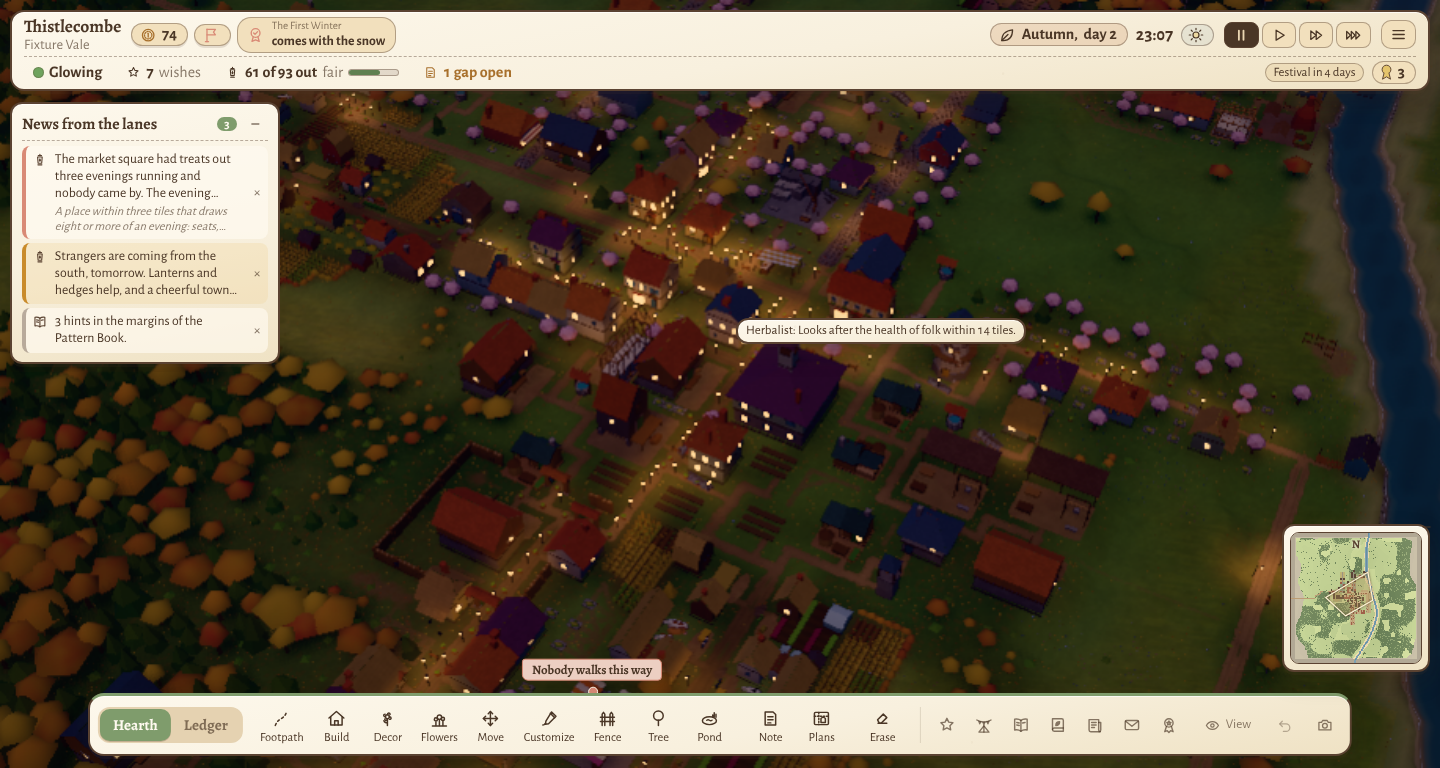 Thistlecombe
Fixture Vale
74
The First Winter
comes with the snow
Autumn, day 2
23:07
Glowing
7 wishes
61 of 93 out fair
1 gap open
Festival in 4 days
3
News from the lanes
3
The market square had treats out
three evenings running and
nobody came by. The evening...
A place within three tiles that draws
eight or more of an evening: seats,...
Strangers are coming from the
south, tomorrow. Lanterns and
hedges help, and a cheerful town...
3 hints in the margins of the
Pattern Book.
Herbalist: Looks after the health of folk within 14 tiles.
N
Nobody walks this way
Hearth
Ledger
Footpath
Build
Decor
Flowers
Move
Customize
Fence
Tree
Pond
Note
Plans
Erase
View